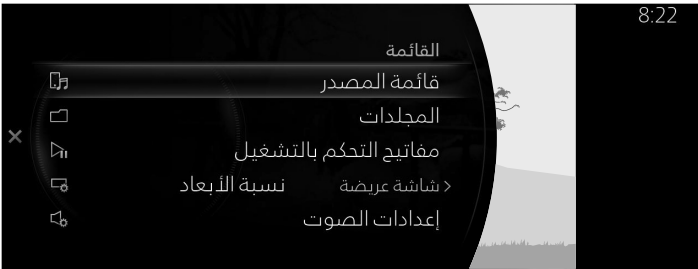 8:22
القائمة
قائمة المصدر
المجلدات
مفاتيح التحكم بالتشغيل
نسبة الأبعاد شاشة عريضة >
إعدادات الصوت